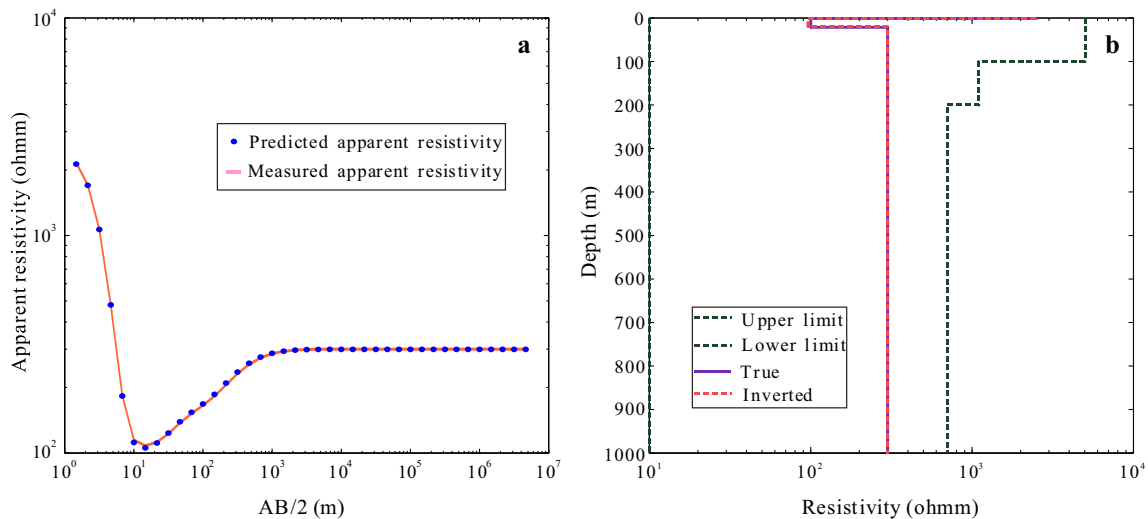 a
10^4
10^3
10^2
Apparent resistivity (ohmm)
Predicted apparent resistivity
Measured apparent resistivity
10^0 10^1 10^2 10^3 10^4 10^5 10^6 10^7
AB/2 (m)
b
0
100
200
300
400
500
600
700
800
900
1000
Depth (m)
Upper limit
Lower limit
True
Inverted
10^1 10^2 10^3 10^4
Resistivity (ohmm)